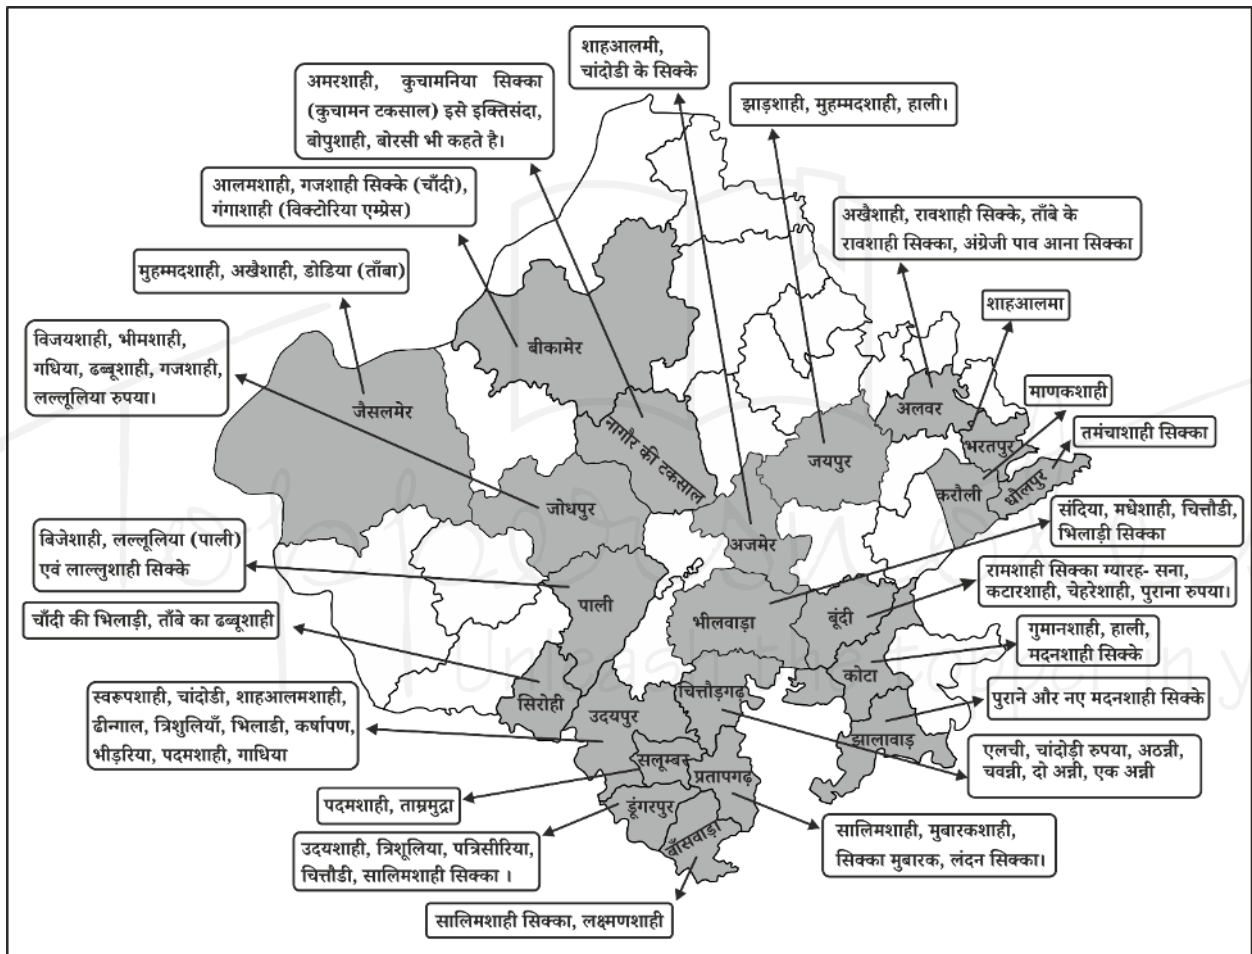 शाहआलमी,
चांदोडी के सिक्के
अमरशाही, कुचामनिया सिक्का
(कुचामन टकसाल) इसे इक्तिसंदा,
बोपुशाही, बोरसी भी कहते है।
झाड़शाही, मुहम्मदशाही, हाली।
आलमशाही, गजशाही सिक्के (चाँदी),
गंगाशाही (विक्टोरिया एम्प्रेस)
अखैशाही, रावशाही सिक्के, ताँबे के
रावशाही सिक्का, अंग्रेजी पाव आना सिक्का
मुहम्मदशाही, अखैशाही, डोडिया (ताँबा)
शाहआलमा
विजयशाही, भीमशाही,
गधिया, ढब्बूशाही, गजशाही,
लल्लूलिया रुपया।
माणकशाही
तमंचाशाही सिक्का
बीकामेर
जैसलमेर
नागौर की टकसाल
जोधपुर
जयपुर
अलवर
भरतपुर
करौली
धौलपुर
अजमेर
संदिया, मधेशाही, चित्तौडी,
भिलाड़ी सिक्का
बिजेशाही, लल्लूलिया (पाली)
एवं लाल्लुशाही सिक्के
रामशाही सिक्का ग्यारह- सना,
कटारशाही, चेहरेशाही, पुराना रुपया।
चाँदी की भिलाड़ी, ताँबे का ढब्बूशाही
पाली
भीलवाड़ा
बूंदी
गुमानशाही, हाली,
मदनशाही सिक्के
कोटा
सिरोही
उदयपुर
चित्तौड़गढ़
झालावाड़
पुराने और नए मदनशाही सिक्के
स्वरूपशाही, चांदोडी, शाहआलमशाही,
ढीन्गाल, त्रिशुलियाँ, भिलाडी, कर्षापण,
भीड़रिया, पदमशाही, गाधिया
एलची, चांदोड़ी रुपया, अठन्नी,
चवन्नी, दो अन्नी, एक अन्नी
सलूम्बर
प्रतापगढ़
डूंगरपुर
बाँसवाड़ा
पदमशाही, ताम्रमुद्रा
उदयशाही, त्रिशूलिया, पत्रिसीरिया,
चित्तौडी, सालिमशाही सिक्का ।
सालिमशाही, मुबारकशाही,
सिक्का मुबारक, लंदन सिक्का।
सालिमशाही सिक्का, लक्ष्मणशाही
Unleash the topper in y